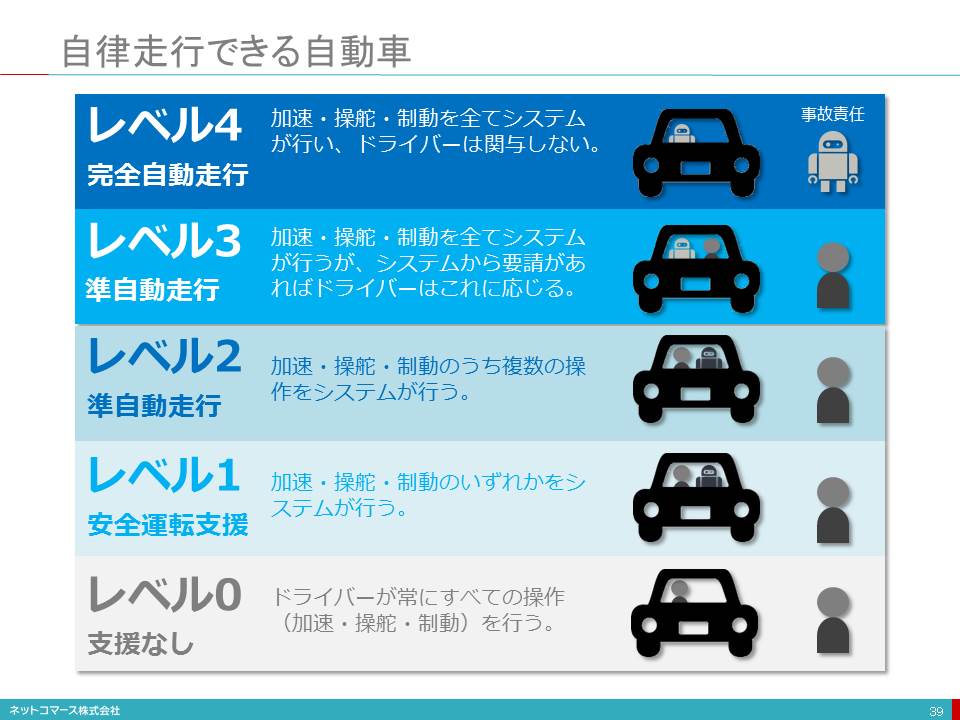 自律走行できる自動車
レベル4
完全自動走行
加速・操舵・制動を全てシステム
が行い、ドライバーは関与しない。
事故責任
レベル3
準自動走行
加速・操舵・制動を全てシステム
が行うが、システムから要請があ
ればドライバーはこれに応じる。
レベル2
準自動走行
加速・操舵・制動のうち複数の操
作をシステムが行う。
レベル1
安全運転支援
加速・操舵・制動のいずれかをシ
ステムが行う。
レベル0
支援なし
ドライバーが常にすべての操作
（加速・操舵・制動）を行う。
ネットコマース株式会社
39